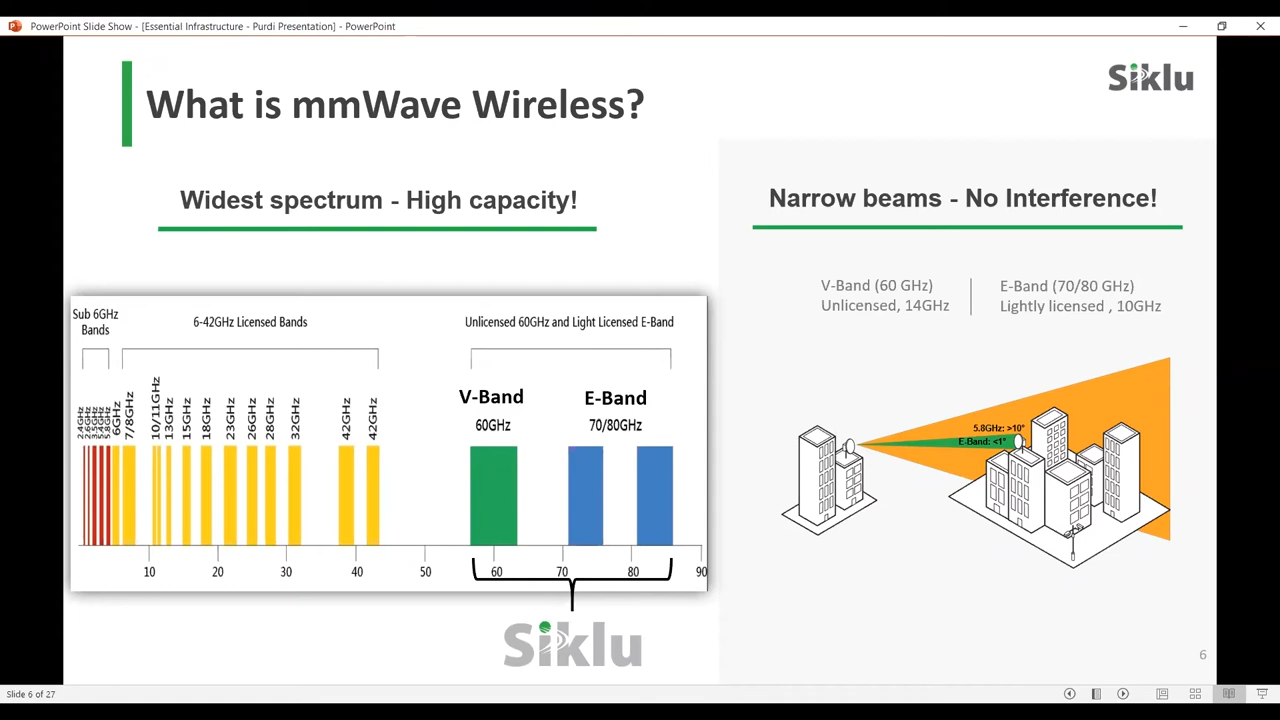 PowerPoint Slide Show - [Essential Infrastructure - Purdi Presentation] - PowerPoint
Siklu
What is mmWave Wireless?
Widest spectrum - High capacity!
Narrow beams - No Interference!
V-Band (60 GHz)
Unlicensed, 14GHz
E-Band (70/80 GHz)
Lightly licensed , 10GHz
Sub 6GHz
Bands
6-42GHz Licensed Bands
Unlicensed 60GHz and Light Licensed E-Band
V-Band
60GHz
E-Band
70/80GHz
2.4GHz
2.6GHz
3.5GHz
5.4GHz
5.8GHz
6GHz
7/8GHz
10/11GHz
13GHz
15GHz
18GHz
23GHz
26GHz
28GHz
32GHz
42GHz
42GHz
10 20 30 40 50 60 70 80 90
5.8GHz: >10°
E-Band: <1°
Siklu
6
Slide 6 of 27